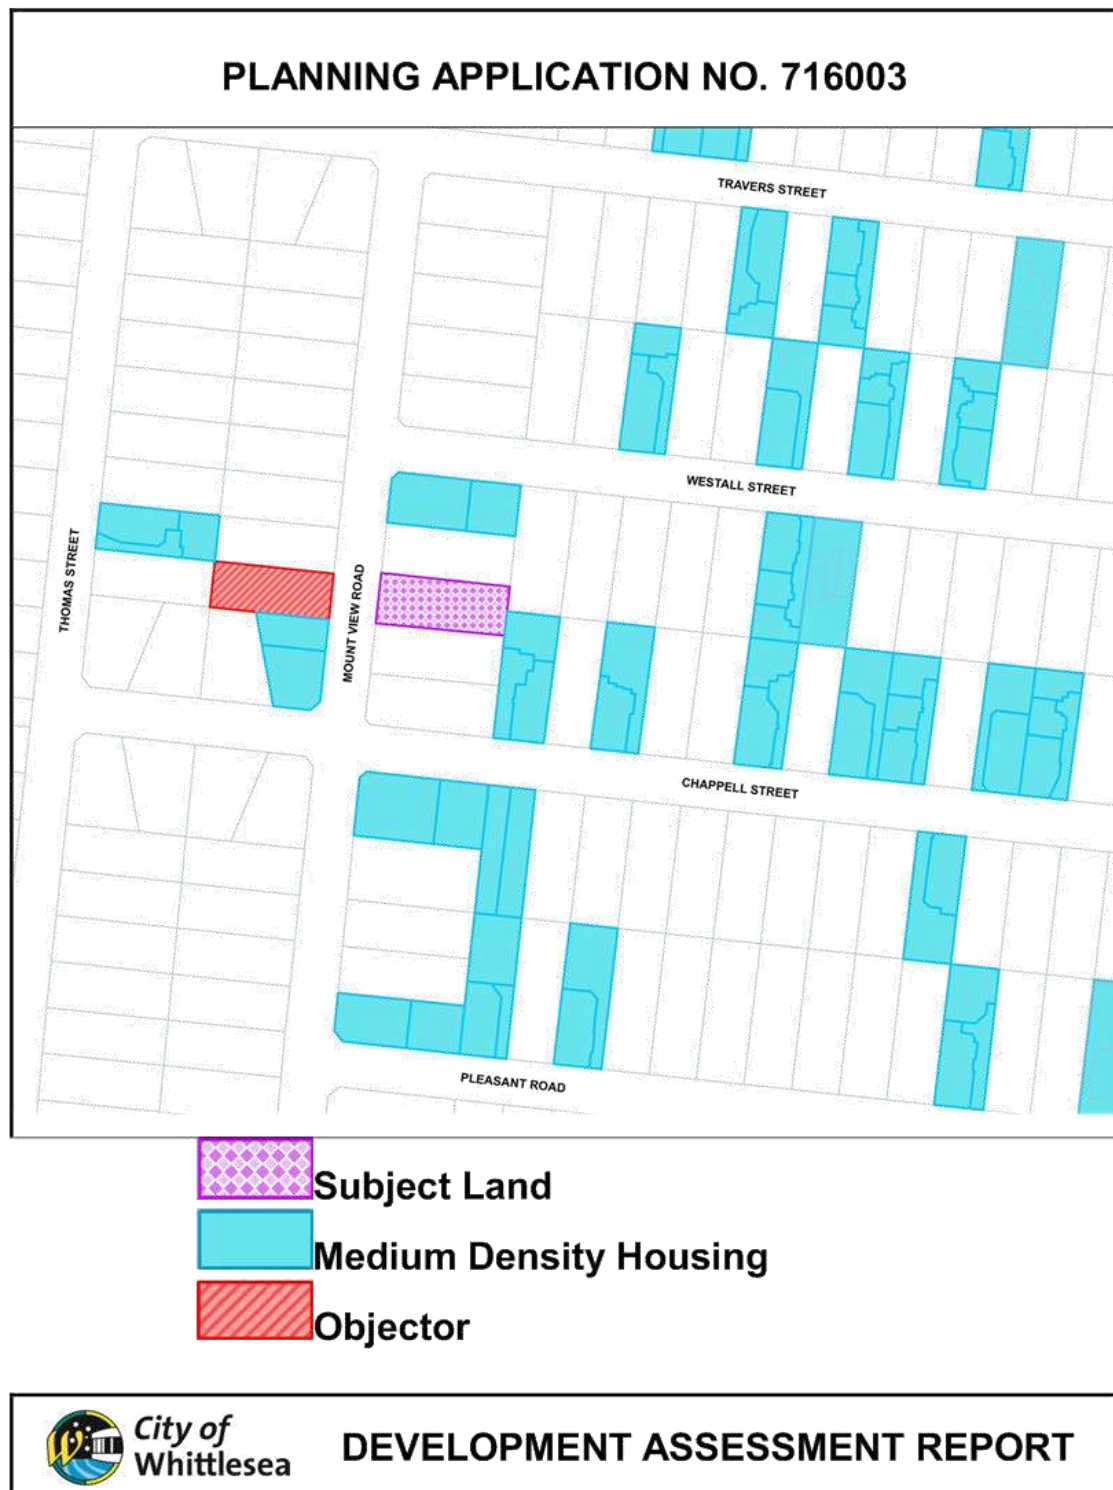 PLANNING APPLICATION NO. 716003
TRAVERS STREET
WESTALL STREET
THOMAS STREET
MOUNT VIEW ROAD
CHAPPELL STREET
PLEASANT ROAD
Subject Land
Medium Density Housing
Objector
City of
Whittlesea
DEVELOPMENT ASSESSMENT REPORT